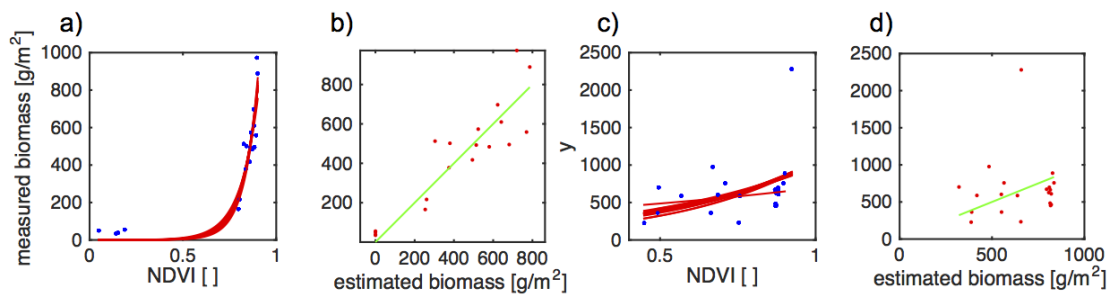 a)
measured biomass [g/m²]
1000
800
600
400
200
0
0 0.5 1
NDVI [ ]
b)
800
600
400
200
0 200 400 600 800
estimated biomass [g/m²]
c)
y
2500
2000
1500
1000
500
0
0.5 1
NDVI [ ]
d)
2500
2000
1500
1000
500
0
0 500 1000
estimated biomass [g/m²]